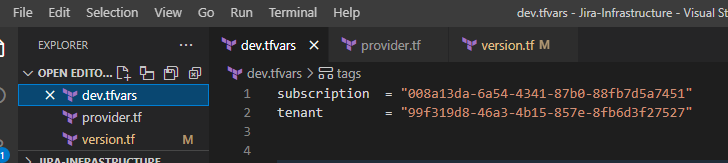 File Edit Selection View Go Run Terminal Help dev.tfvars - Jira-Infrastructure - Visual St
EXPLORER
OPEN EDITO...
dev.tfvars
provider.tf
version.tf M
JIRA-INFRASTRUCTURE
dev.tfvars provider.tf version.tf M
dev.tfvars > tags
1 subscription = "008a13da-6a54-4341-87b0-88fb7d5a7451"
2 tenant = "99f319d8-46a3-4b15-857e-8fb6d3f27527"
3
4